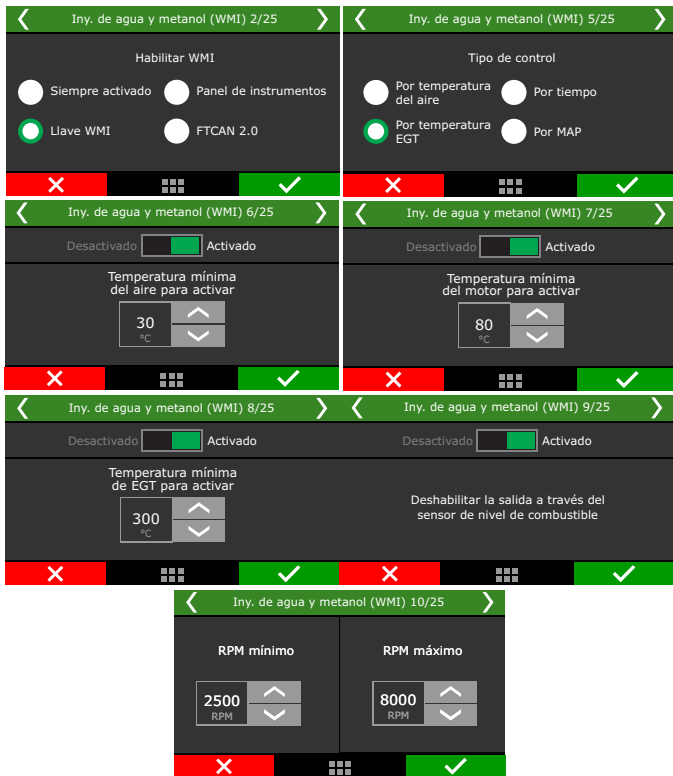 Iny. de agua y metanol (WMI) 2/25
Habilitar WMI
Siempre activado
Panel de instrumentos
Llave WMI
FTCAN 2.0
Iny. de agua y metanol (WMI) 5/25
Tipo de control
Por temperatura
del aire
Por tiempo
Por temperatura
EGT
Por MAP
Iny. de agua y metanol (WMI) 6/25
Desactivado
Activado
Temperatura mínima
del aire para activar
30
°C
Iny. de agua y metanol (WMI) 7/25
Desactivado
Activado
Temperatura mínima
del motor para activar
80
°C
Iny. de agua y metanol (WMI) 8/25
Desactivado
Activado
Temperatura mínima
de EGT para activar
300
°C
Iny. de agua y metanol (WMI) 9/25
Desactivado
Activado
Deshabilitar la salida a través del
sensor de nivel de combustible
Iny. de agua y metanol (WMI) 10/25
RPM mínimo
2500
RPM
RPM máximo
8000
RPM